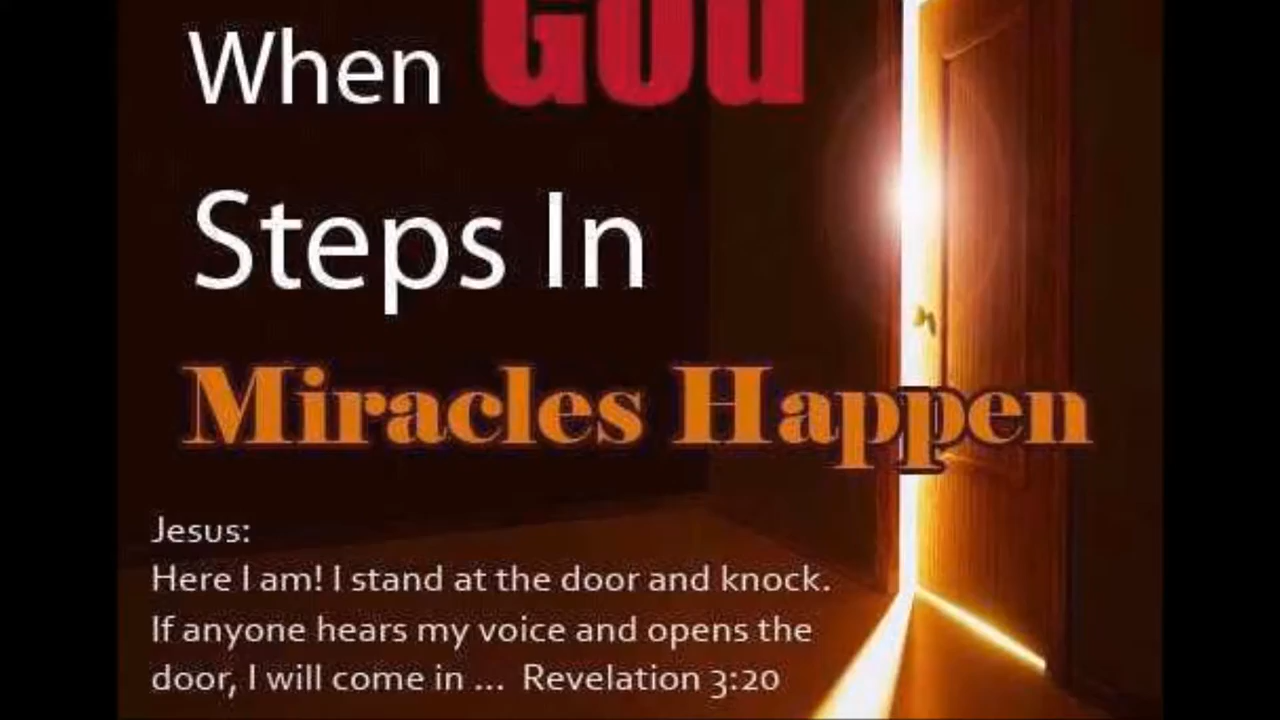 When God
Steps In
Miracles Happen
Jesus:
Here I am! I stand at the door and knock.
If anyone hears my voice and opens the
door, I will come in ... Revelation 3:20